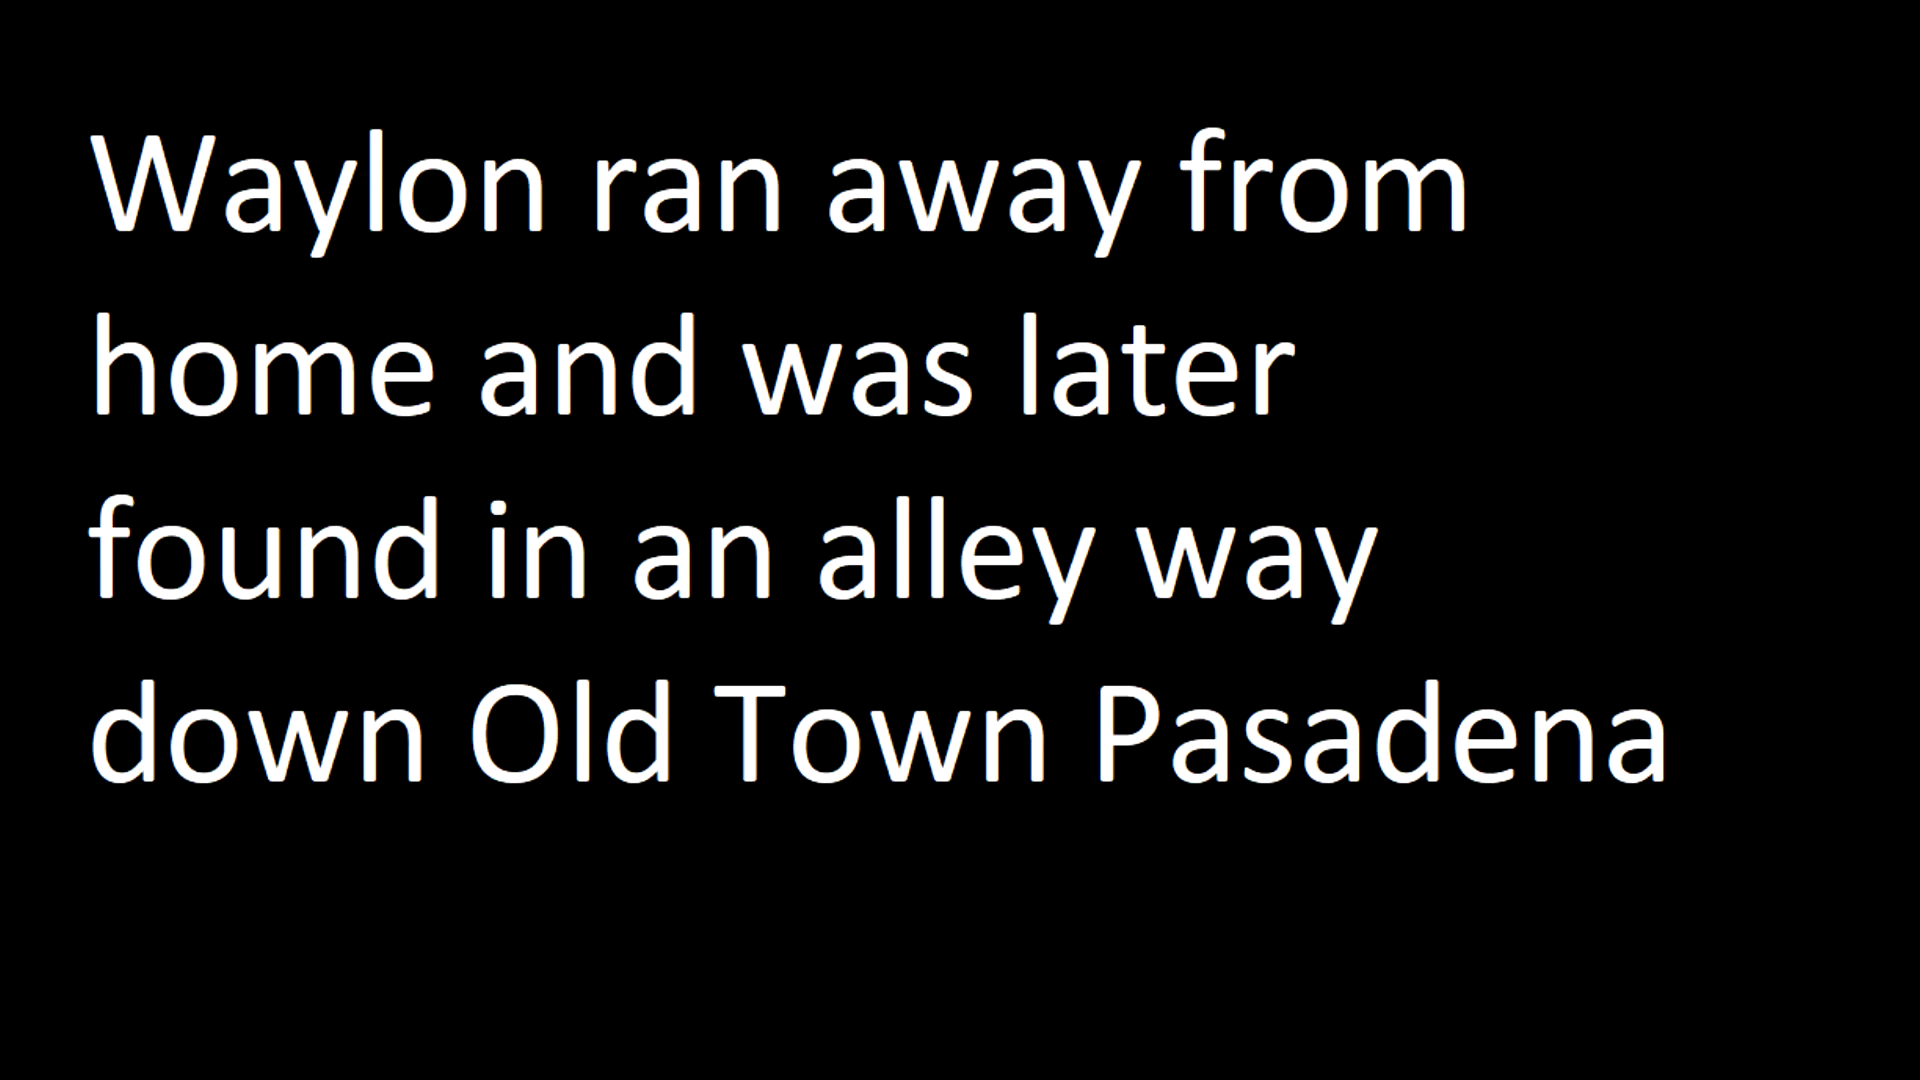 Waylon ran away from
home and was later
found in an alley way
down Old Town Pasadena